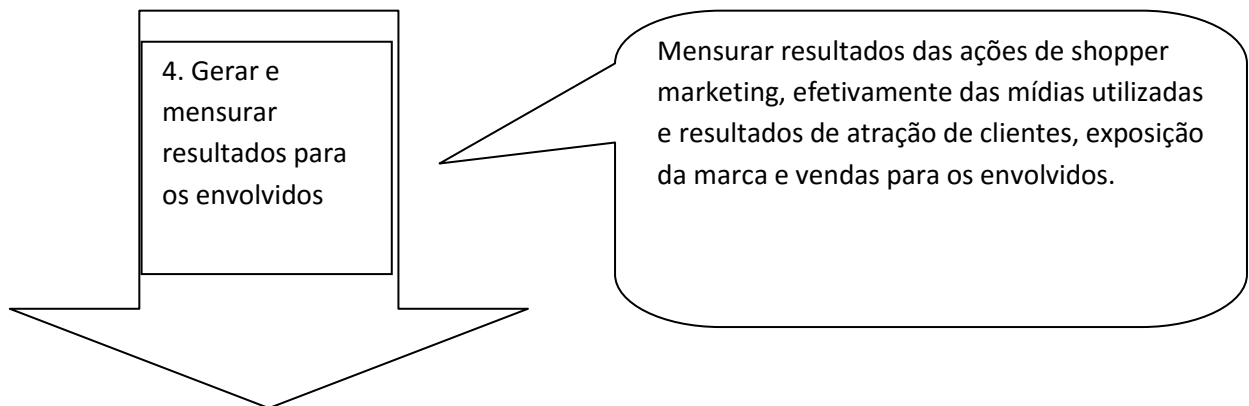 4. Gerar e
mensurar
resultados para
os envolvidos
Mensurar resultados das ações de shopper
marketing, efetivamente das mídias utilizadas
e resultados de atração de clientes, exposição
da marca e vendas para os envolvidos.